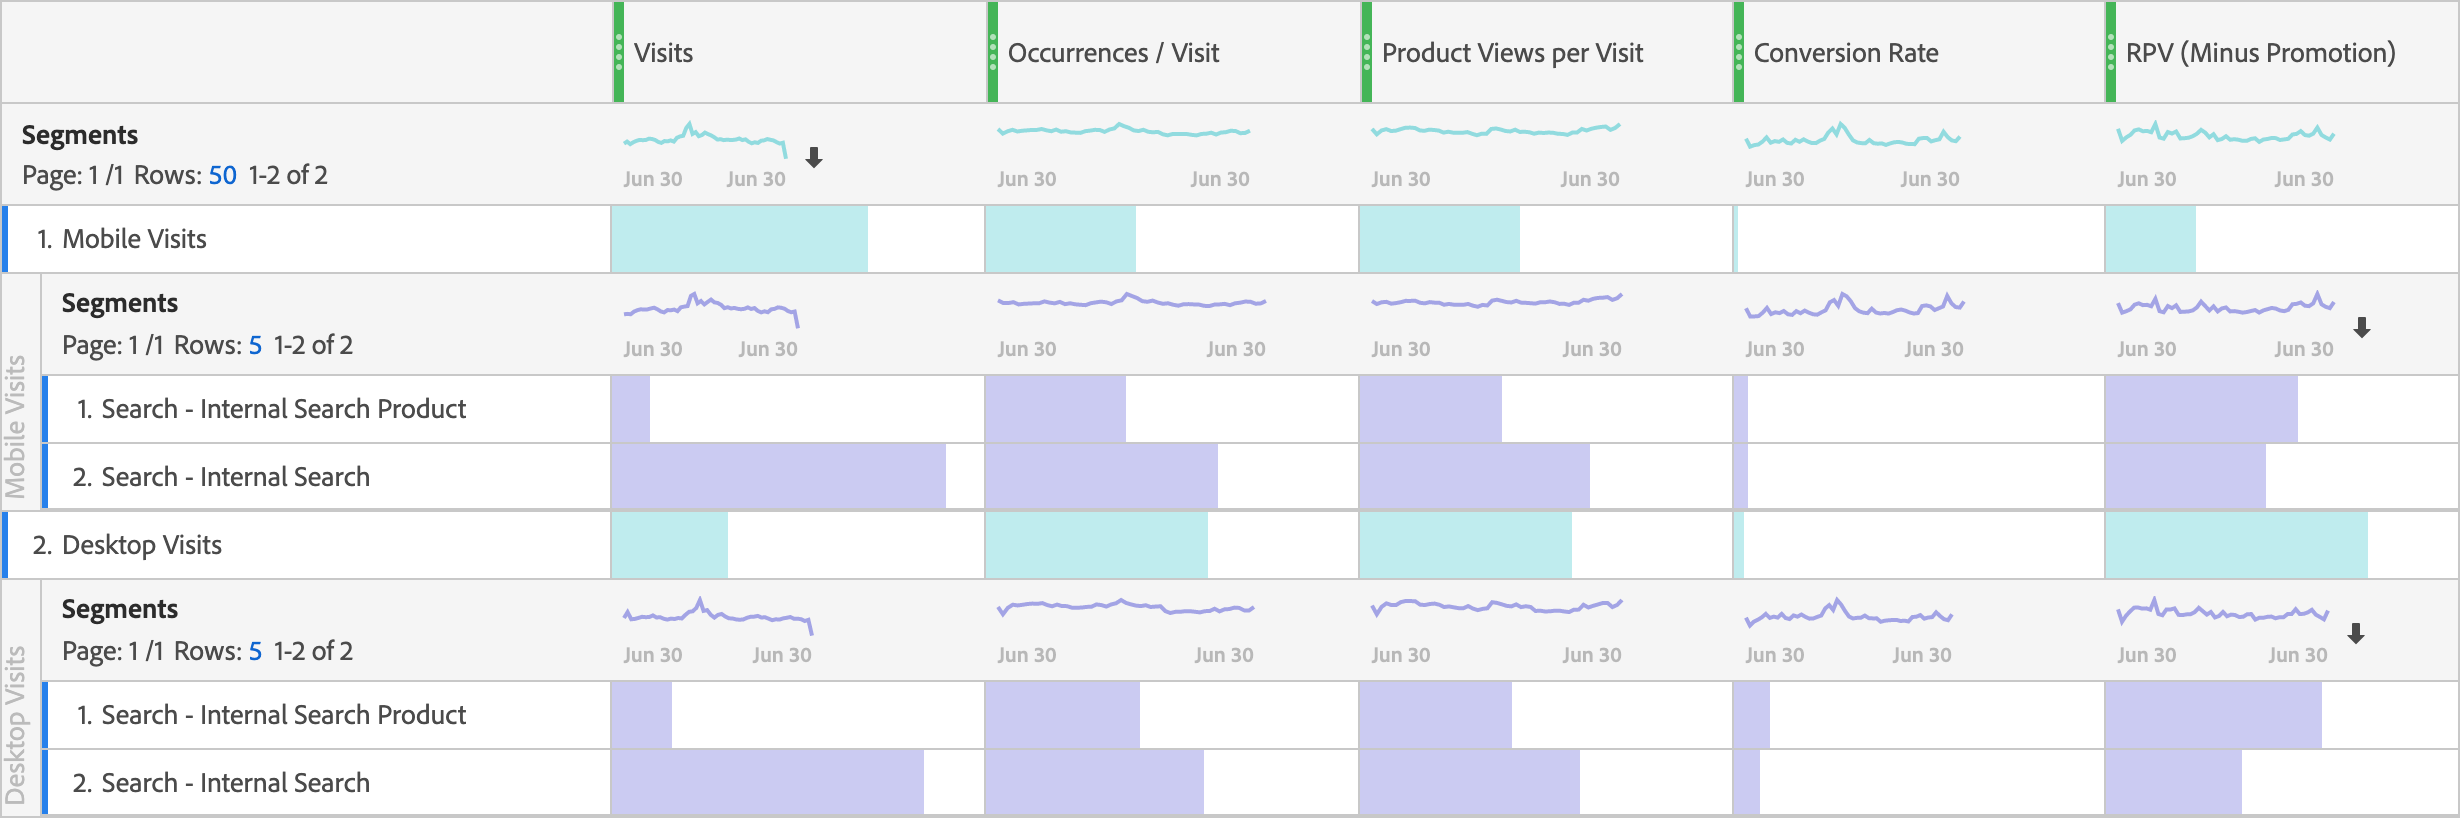 Visits Occurrences / Visit Product Views per Visit Conversion Rate RPV (Minus Promotion)
Segments
Page: 1 /1 Rows: 50 1-2 of 2 Jun 30 Jun 30 Jun 30 Jun 30 Jun 30 Jun 30 Jun 30 Jun 30 Jun 30 Jun 30
1. Mobile Visits
Mobile Visits
Segments
Page: 1 /1 Rows: 5 1-2 of 2 Jun 30 Jun 30 Jun 30 Jun 30 Jun 30 Jun 30 Jun 30 Jun 30 Jun 30 Jun 30
1. Search - Internal Search Product
2. Search - Internal Search
2. Desktop Visits
Desktop Visits
Segments
Page: 1 /1 Rows: 5 1-2 of 2 Jun 30 Jun 30 Jun 30 Jun 30 Jun 30 Jun 30 Jun 30 Jun 30 Jun 30 Jun 30
1. Search - Internal Search Product
2. Search - Internal Search